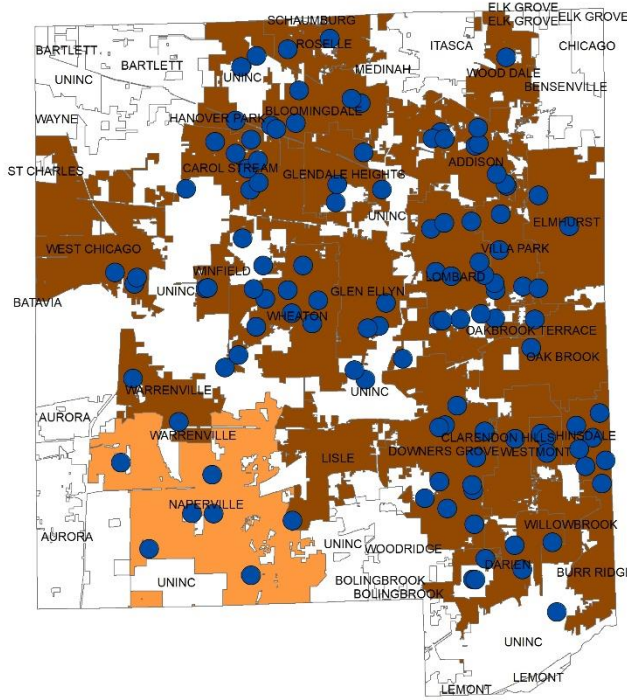 ELK GROVE
SCHAUMBURG
ELK GROVE
ELK GROVE
ROSELLE
ITASCA
CHICAGO
BARTLETT
BARTLETT
MEDINAH
UNINC
UNINC
WOOD DALE
BENSENVILLE
BLOOMINGDALE
WAYNE
HANOVER PARK
ADDISON
ST CHARLES
CAROL STREAM
GLENDALE HEIGHTS
UNINC
ELMHURST
WEST CHICAGO
VILLA PARK
WINFIELD
LOMBARD
UNINC
GLEN ELLYN
BATAVIA
WHEATON
OAKBROOK TERRACE
OAK BROOK
WARRENVILLE
UNINC
AURORA
WARRENVILLE
CLARENDON HILLS
HINSDALE
LISLE
DOWNERS GROVE
WESTMONT
NAPERVILLE
WILLOWBROOK
AURORA
UNINC
WOODRIDGE
DARIEN
BURR RIDGE
UNINC
BOLINGBROOK
BOLINGBROOK
UNINC
LEMONT
LEMONT